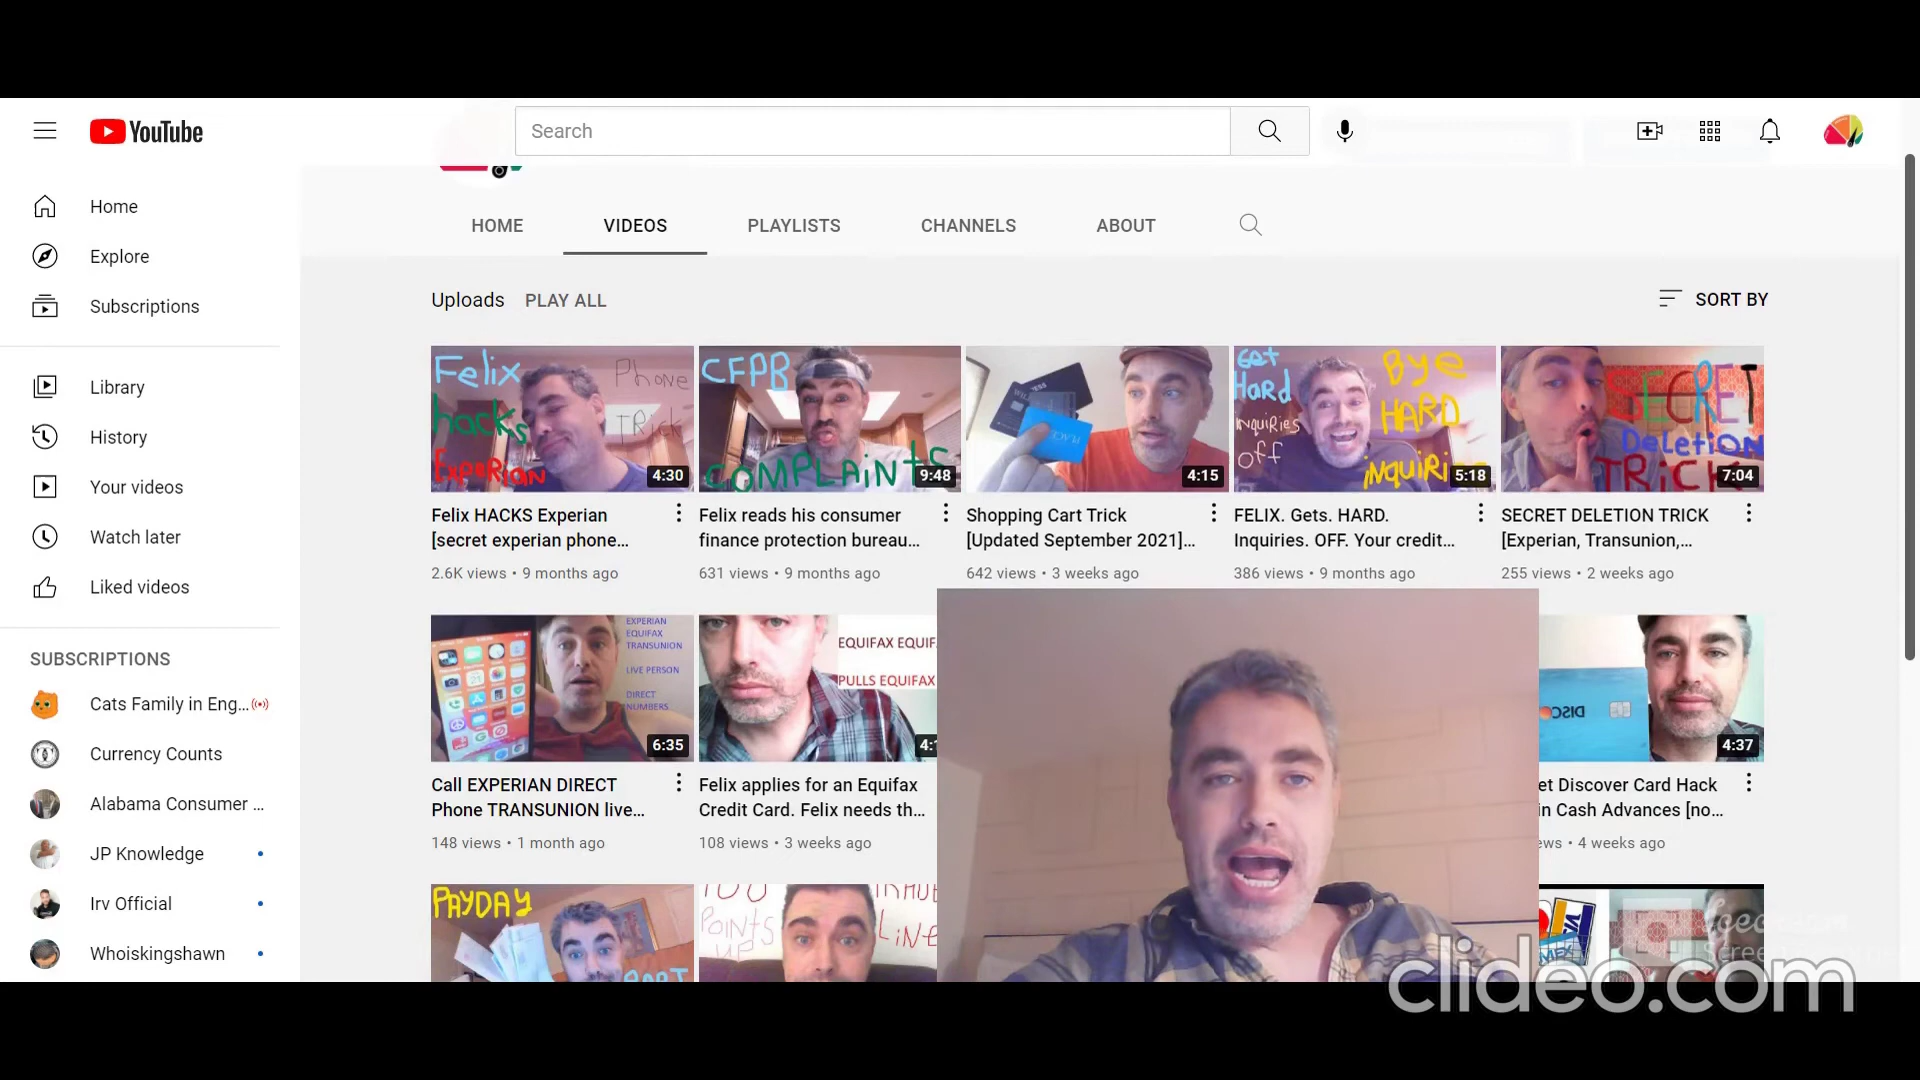 YouTube
Search
Home
Explore
Subscriptions
Library
History
Your videos
Watch later
Liked videos
SUBSCRIPTIONS
Cats Family in Eng...
Currency Counts
Alabama Consumer ...
JP Knowledge
Irv Official
Whoiskingshawn
HOME
VIDEOS
PLAYLISTS
CHANNELS
ABOUT
Uploads
PLAY ALL
SORT BY
Felix
Phone
hacks
TRICK
Experian
4:30
CFPB
COMPLAINTS
9:48
4:15
Get
Hard
inquiries
off
Bye
HARD
inquiri
5:18
SECRET
Deletion
TRICK
7:04
Felix HACKS Experian
[secret experian phone...
2.6K views • 9 months ago
Felix reads his consumer
finance protection bureau...
631 views • 9 months ago
Shopping Cart Trick
[Updated September 2021]...
642 views • 3 weeks ago
FELIX. Gets. HARD.
Inquiries. OFF. Your credit...
386 views • 9 months ago
SECRET DELETION TRICK
[Experian, Transunion,...
255 views • 2 weeks ago
EXPERIAN
EQUIFAX
TRANSUNION
LIVE PERSON
DIRECT
NUMBERS
6:35
EQUIFAX EQUIF
PULLS EQUIFAX
DISC
4:37
Call EXPERIAN DIRECT
Phone TRANSUNION live...
148 views • 1 month ago
Felix applies for an Equifax
Credit Card. Felix needs th...
108 views • 3 weeks ago
et Discover Card Hack
in Cash Advances [no...
ews • 4 weeks ago
PAYDAY
100
Points
UP
TRADE
Line
clideo.com